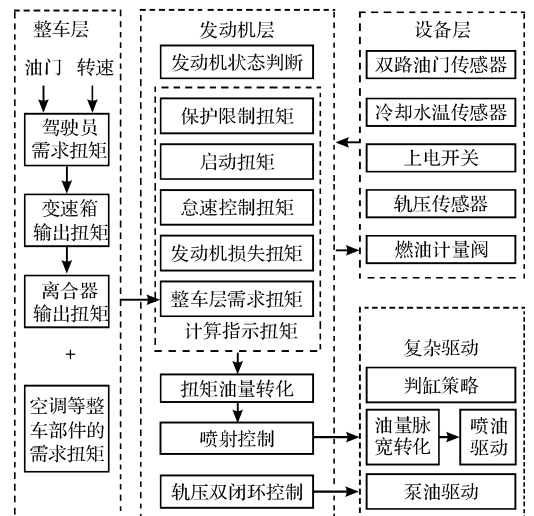 整车层
油门 转速
驾驶员
需求扭矩
变速箱
输出扭矩
离合器
输出扭矩
+
空调等整
车部件的
需求扭矩
发动机层
发动机状态判断
保护限制扭矩
启动扭矩
怠速控制扭矩
发动机损失扭矩
整车层需求扭矩
计算指示扭矩
扭矩油量转化
喷射控制
轨压双闭环控制
设备层
双路油门传感器
冷却水温传感器
上电开关
轨压传感器
燃油计量阀
复杂驱动
判缸策略
油量脉
宽转化
喷油
驱动
泵油驱动